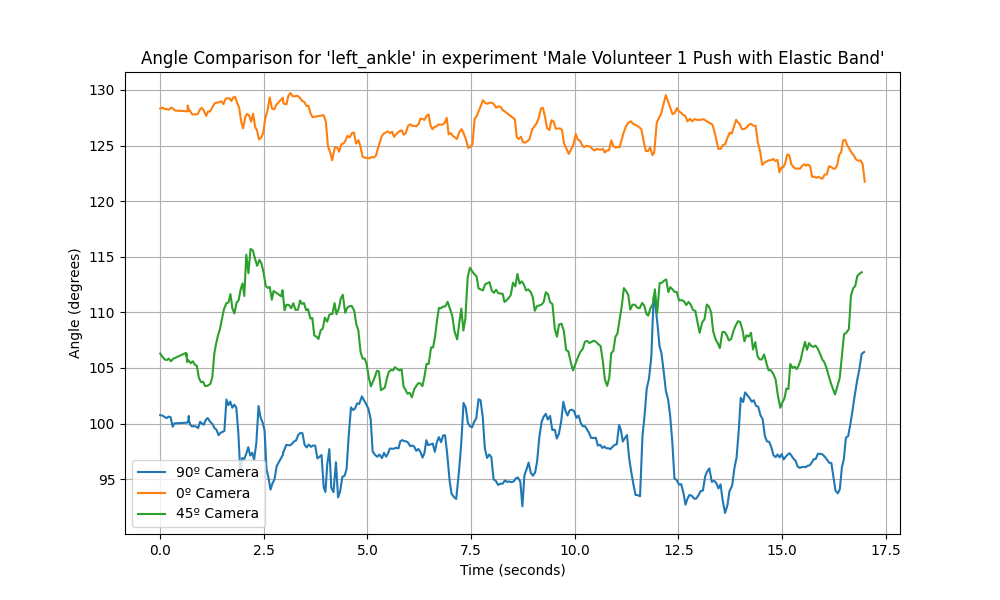 Angle Comparison for 'left_ankle' in experiment 'Male Volunteer 1 Push with Elastic Band'
Angle (degrees)
130
125
120
115
110
105
100
95
90º Camera
0º Camera
45º Camera
0.0 2.5 5.0 7.5 10.0 12.5 15.0 17.5
Time (seconds)